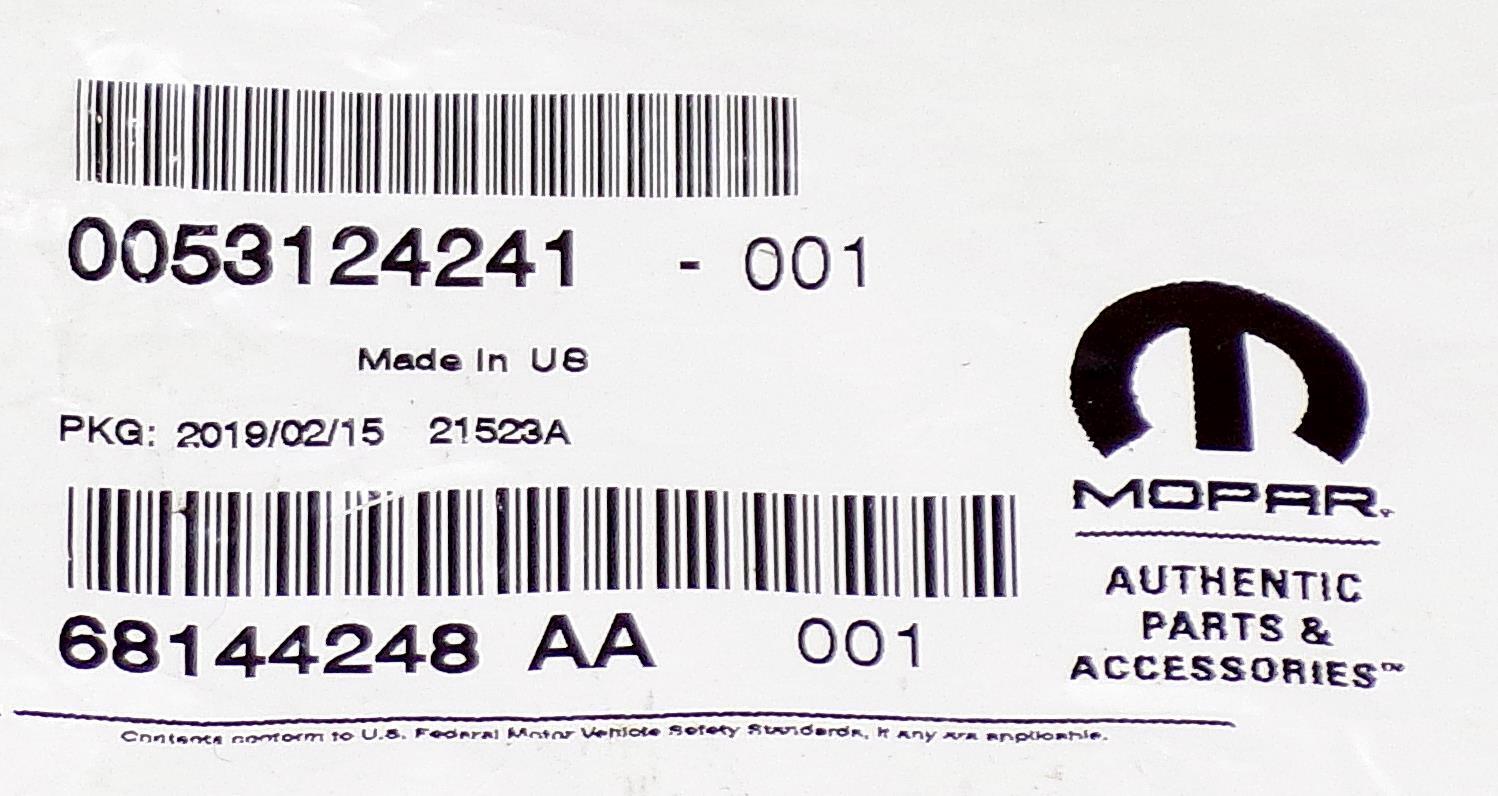 0053124241 - 001
Made In US
PKG: 2019/02/15 21523A
68144248 AA 001
MOPAR
AUTHENTIC
PARTS &
ACCESSORIES™
Contents conform to U.S. Federal Motor Vehicle Safety Standards, if any are applicable.